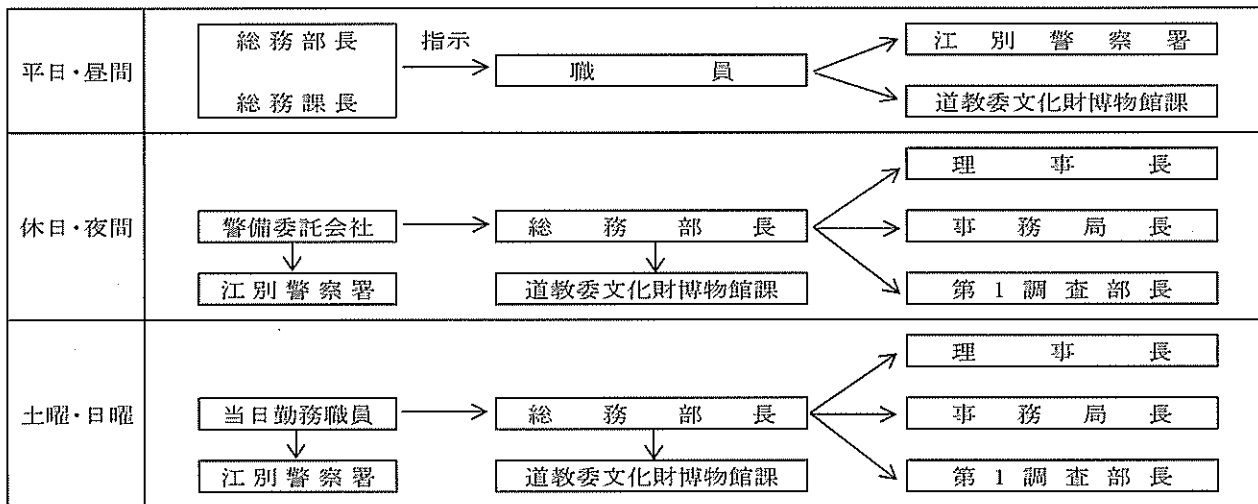 平日・昼間
総務部長
総務課長
指示
職員
江別警察署
道教委文化財博物館課
休日・夜間
警備委託会社
江別警察署
総務部長
道教委文化財博物館課
理事長
事務局長
第1調査部長
土曜・日曜
当日勤務職員
江別警察署
総務部長
道教委文化財博物館課
理事長
事務局長
第1調査部長